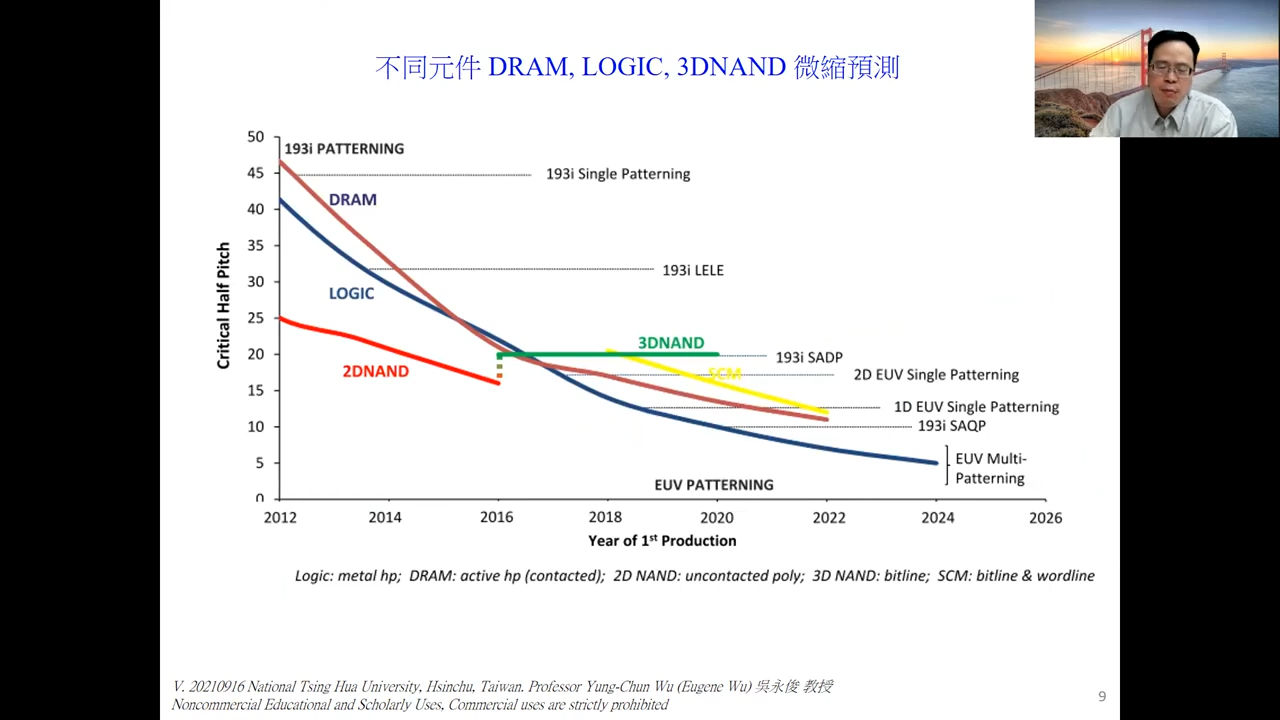 不同元件 DRAM, LOGIC, 3DNAND 微縮預測
50
45
40
35
30
25
20
15
10
5
0
Critical Half Pitch
193i PATTERNING
193i Single Patterning
DRAM
193i LELE
LOGIC
3DNAND
193i SADP
2DNAND
SCM
2D EUV Single Patterning
1D EUV Single Patterning
193i SAQP
EUV Multi-
Patterning
EUV PATTERNING
2012 2014 2016 2018 2020 2022 2024 2026
Year of 1st Production
Logic: metal hp; DRAM: active hp (contacted); 2D NAND: uncontacted poly; 3D NAND: bitline; SCM: bitline & wordline
V. 20210916 National Tsing Hua University, Hsinchu, Taiwan. Professor Yung-Chun Wu (Eugene Wu) 吳永俊 教授
Noncommercial Educational and Scholarly Uses, Commercial uses are strictly prohibited
9